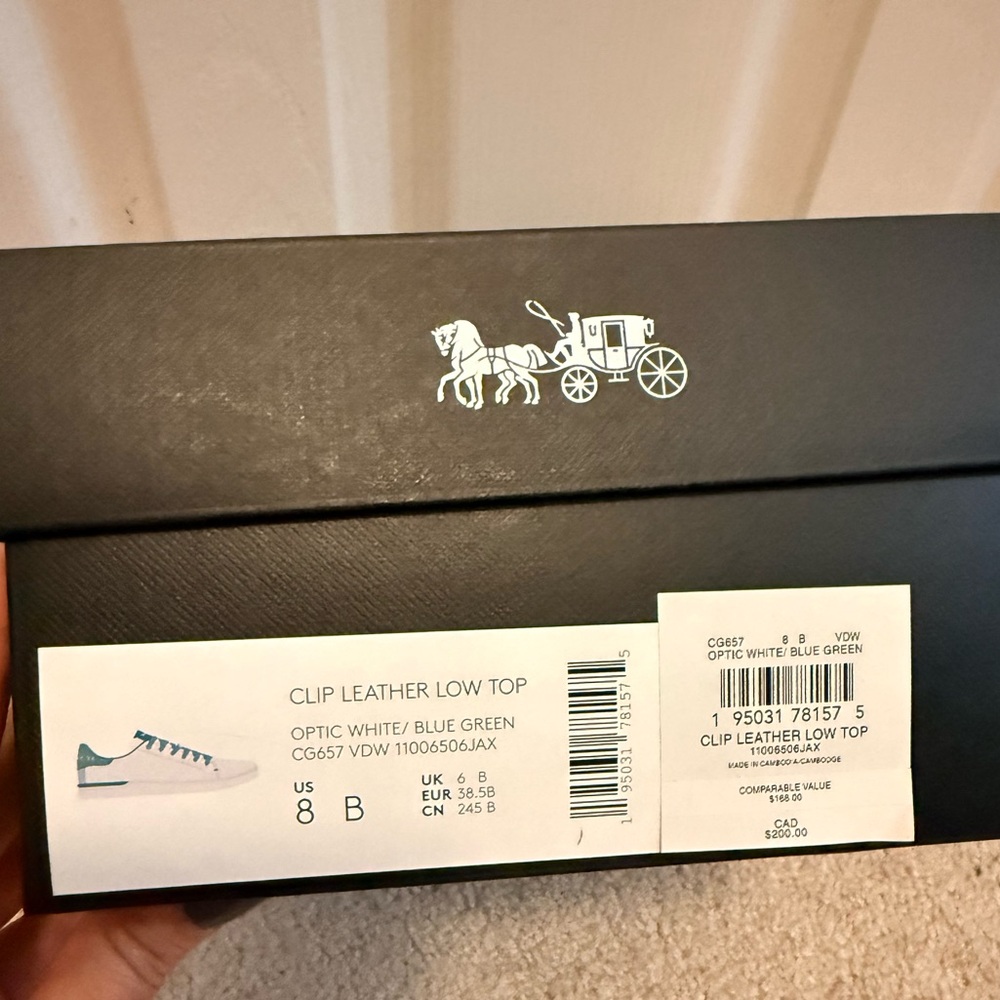 CLIP LEATHER LOW TOP
OPTIC WHITE/ BLUE GREEN
CG657 VDW 11006506JAX
US
8 B
UK 6 B
EUR 38.5B
CN 245 B
1 95031 78157 5
CG657 8 B VDW
OPTIC WHITE/ BLUE GREEN
1 95031 78157 5
CLIP LEATHER LOW TOP
11006506JAX
MADE IN CAMBODIA/CAMBODGE
COMPARABLE VALUE
$168.00
CAD
$200.00